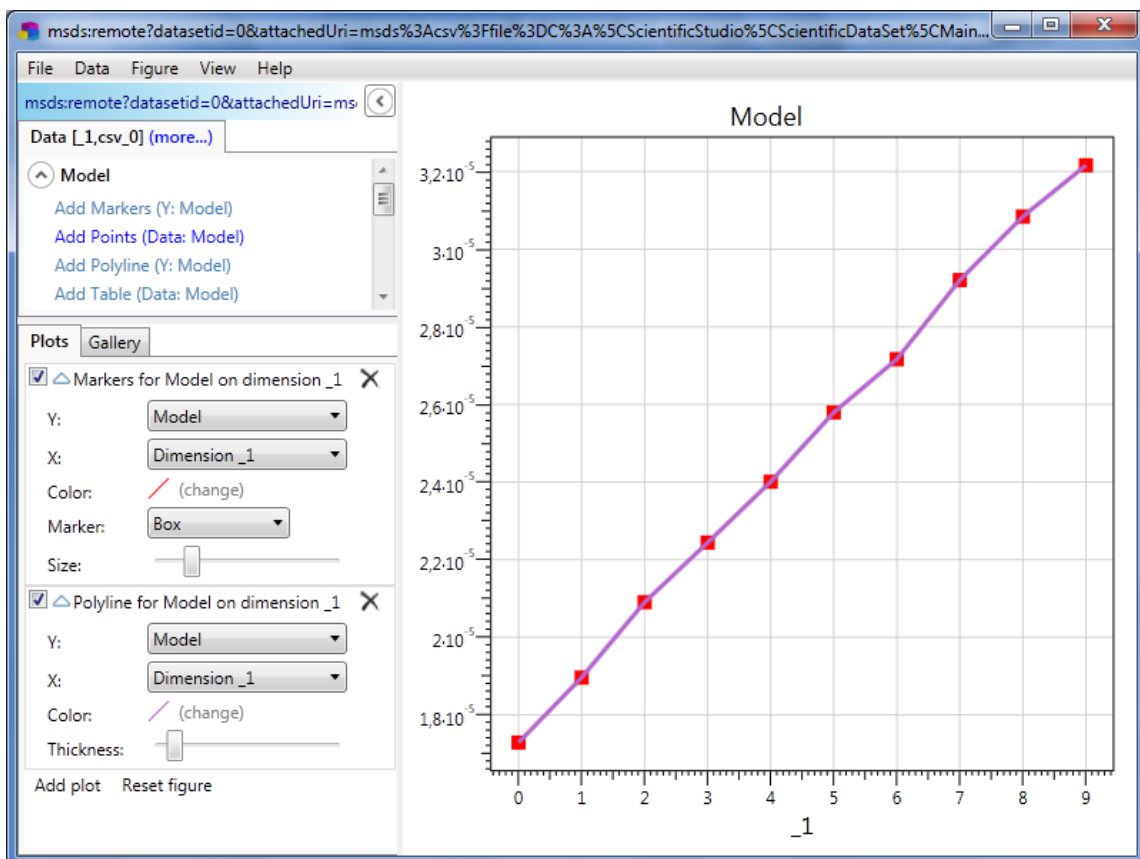 msds:remote?datasetid=0&attachedUri=msds%3Acsv%3Ffile%3DC%3A%5CScientificStudio%5CScientificDataSet%5CMain...
File Data Figure View Help
msds:remote?datasetid=0&attachedUri=ms
Data [_1,csv_0] (more...)
Model
Add Markers (Y: Model)
Add Points (Data: Model)
Add Polyline (Y: Model)
Add Table (Data: Model)
Plots Gallery
Markers for Model on dimension _1
Y: Model
X: Dimension _1
Color: (change)
Marker: Box
Size:
Polyline for Model on dimension _1
Y: Model
X: Dimension _1
Color: (change)
Thickness:
Add plot Reset figure
Model
3,2·10⁻⁵
3·10⁻⁵
2,8·10⁻⁵
2,6·10⁻⁵
2,4·10⁻⁵
2,2·10⁻⁵
2·10⁻⁵
1,8·10⁻⁵
0 1 2 3 4 5 6 7 8 9
_1